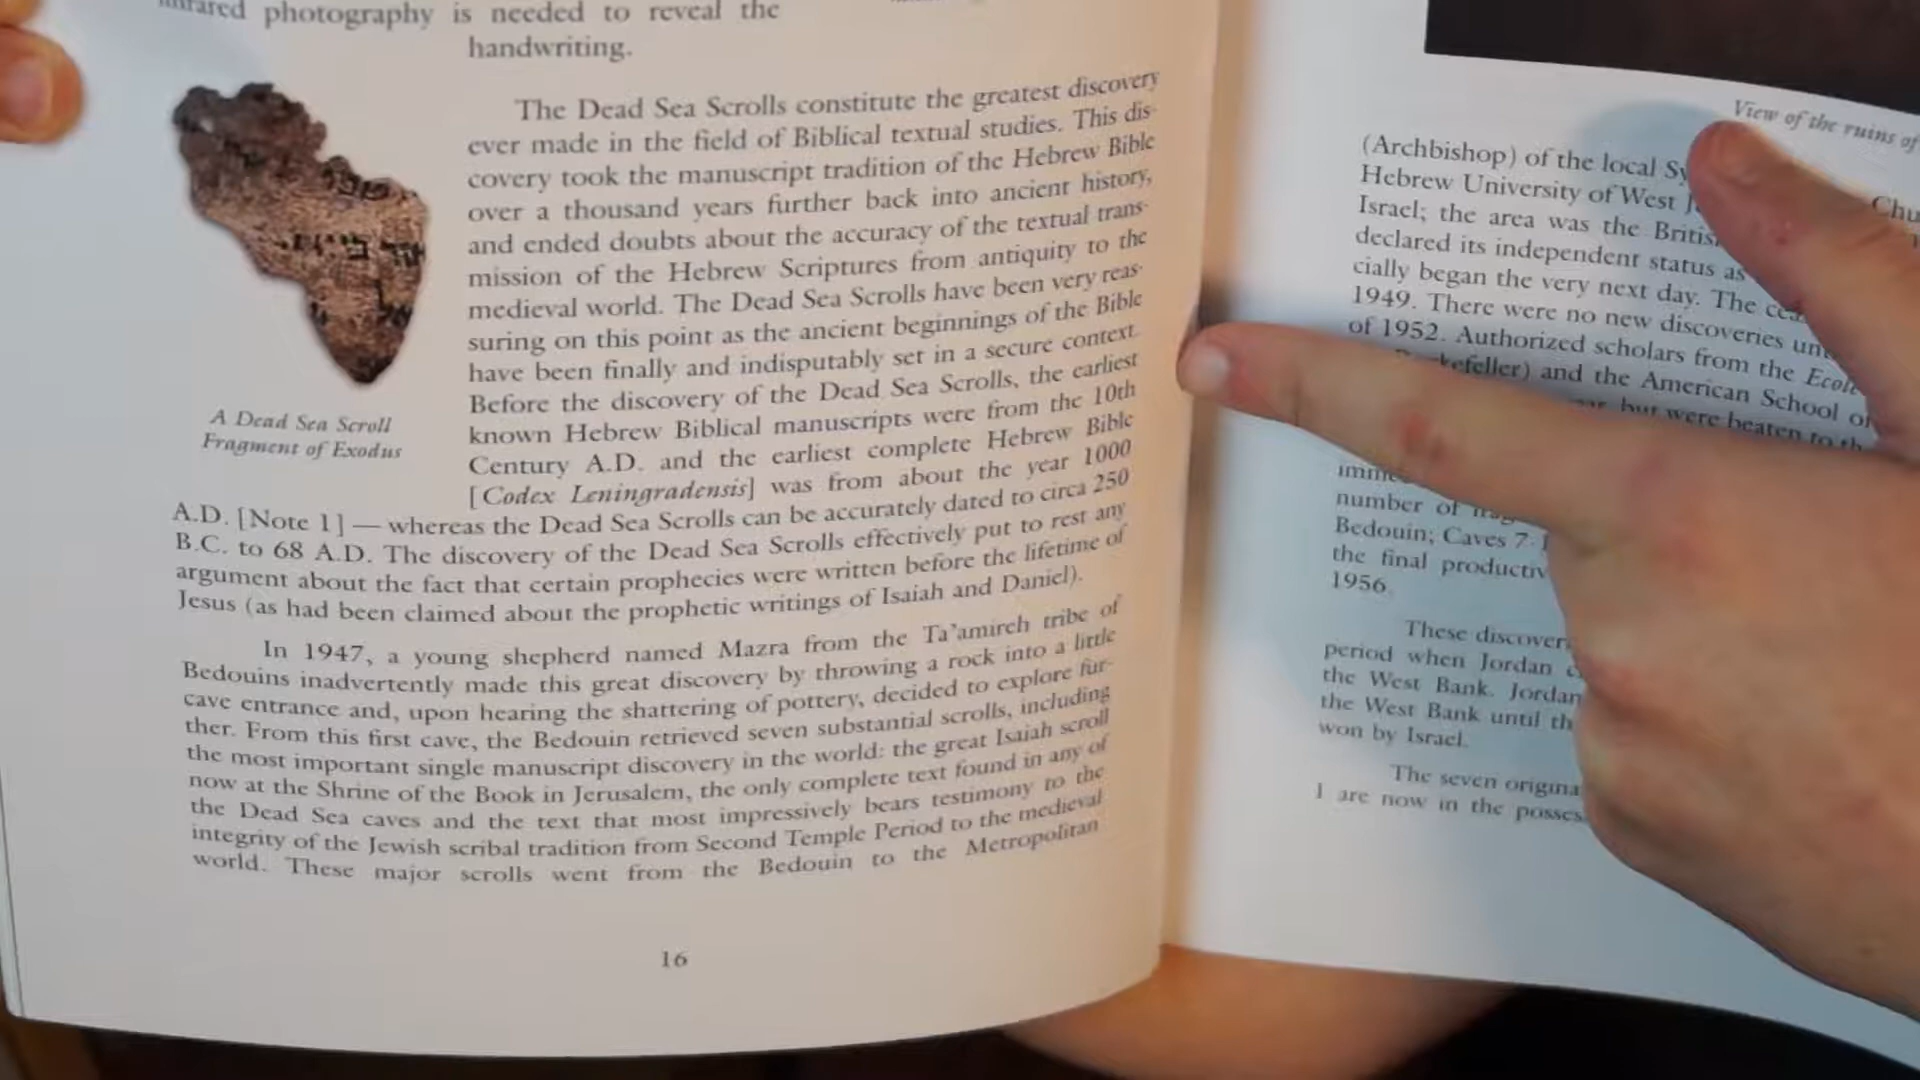 infrared photography is needed to reveal the
handwriting.
The Dead Sea Scrolls constitute the greatest discovery
ever made in the field of Biblical textual studies. This dis-
covery took the manuscript tradition of the Hebrew Bible
over a thousand years further back into ancient history,
and ended doubts about the accuracy of the textual trans-
mission of the Hebrew Scriptures from antiquity to the
medieval world. The Dead Sea Scrolls have been very reas-
suring on this point as the ancient beginnings of the Bible
have been finally and indisputably set in a secure context.
Before the discovery of the Dead Sea Scrolls, the earliest
known Hebrew Biblical manuscripts were from the 10th
Century A.D. and the earliest complete Hebrew Bible
[Codex Leningradensis] was from about the year 1000
A.D. [Note 1] — whereas the Dead Sea Scrolls can be accurately dated to circa 250
B.C. to 68 A.D. The discovery of the Dead Sea Scrolls effectively put to rest any
argument about the fact that certain prophecies were written before the lifetime of
Jesus (as had been claimed about the prophetic writings of Isaiah and Daniel).
A Dead Sea Scroll
Fragment of Exodus
In 1947, a young shepherd named Mazra from the Ta'amireh tribe of
Bedouins inadvertently made this great discovery by throwing a rock into a little
cave entrance and, upon hearing the shattering of pottery, decided to explore fur-
ther. From this first cave, the Bedouin retrieved seven substantial scrolls, including
the most important single manuscript discovery in the world: the great Isaiah scroll
now at the Shrine of the Book in Jerusalem, the only complete text found in any of
the Dead Sea caves and the text that most impressively bears testimony to the
integrity of the Jewish scribal tradition from Second Temple Period to the medieval
world. These major scrolls went from the Bedouin to the Metropolitan
16
View of the ruins of
(Archbishop) of the local
Hebrew University of West
Israel; the area was the
declared its independent status as
cially began the very next day. The
1949. There were no new discoveries
of 1952. Authorized scholars from the
and the American School of
but were beaten to
number of
Bedouin; Caves 7-
the final
1956.
These
period when Jordan
the West Bank. Jordan
the West Bank until
won by Israel.
The seven
1 are now in the